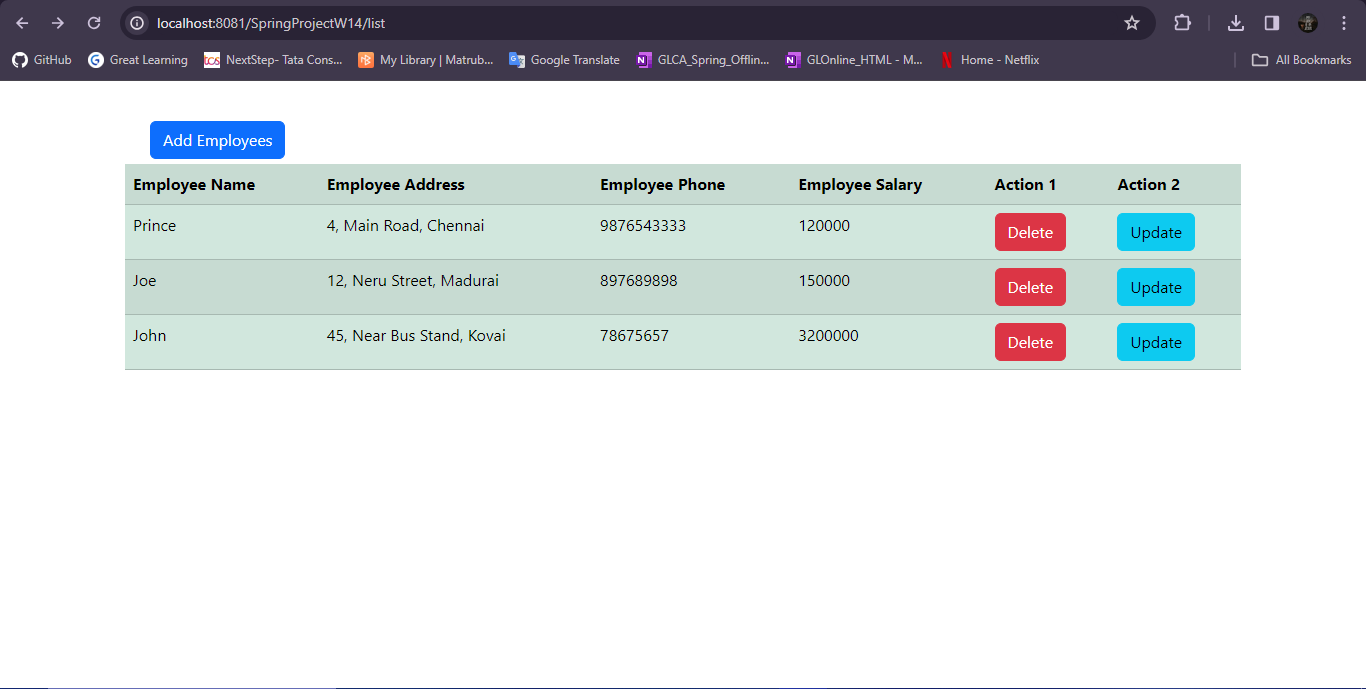 localhost:8081/SpringProjectW14/list
GitHub Great Learning NextStep- Tata Cons... My Library | Matrub... Google Translate GLCA_Spring_Offlin... GLOnline_HTML - M... Home - Netflix All Bookmarks
Add Employees
Employee Name Employee Address Employee Phone Employee Salary Action 1 Action 2
Prince 4, Main Road, Chennai 9876543333 120000 Delete Update
Joe 12, Neru Street, Madurai 897689898 150000 Delete Update
John 45, Near Bus Stand, Kovai 78675657 3200000 Delete Update